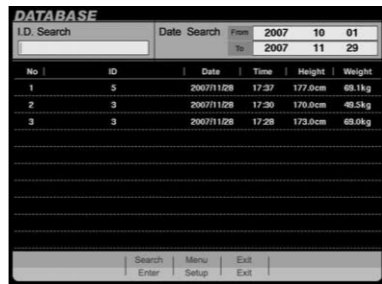 DATABASE
I.D. Search Date Search From 2007 10 01
To 2007 11 29
No ID Date Time Height Weight
1 5 2007/11/28 17:37 177.0cm 69.1kg
2 3 2007/11/28 17:30 170.0cm 49.5kg
3 3 2007/11/28 17:28 173.0cm 69.0kg
Search Menu Exit
Enter Setup Exit